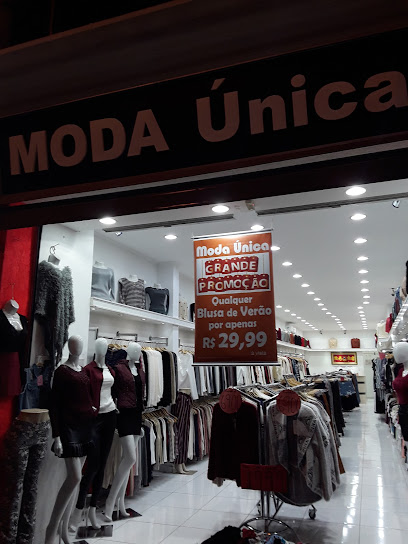 MODA Única
Moda Única
GRANDE
PROMOÇÃO
Qualquer
Blusa de Verão
por apenas
R$ 29,99